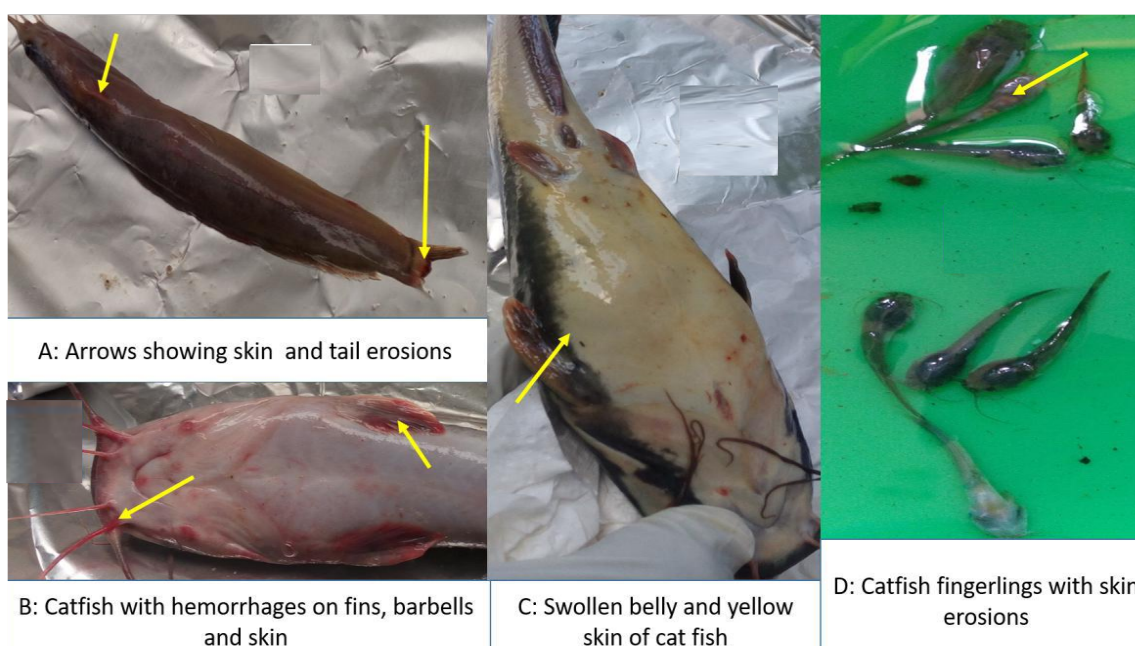 A: Arrows showing skin and tail erosions
B: Catfish with hemorrhages on fins, barbells
and skin
C: Swollen belly and yellow
skin of cat fish
D: Catfish fingerlings with skin
erosions